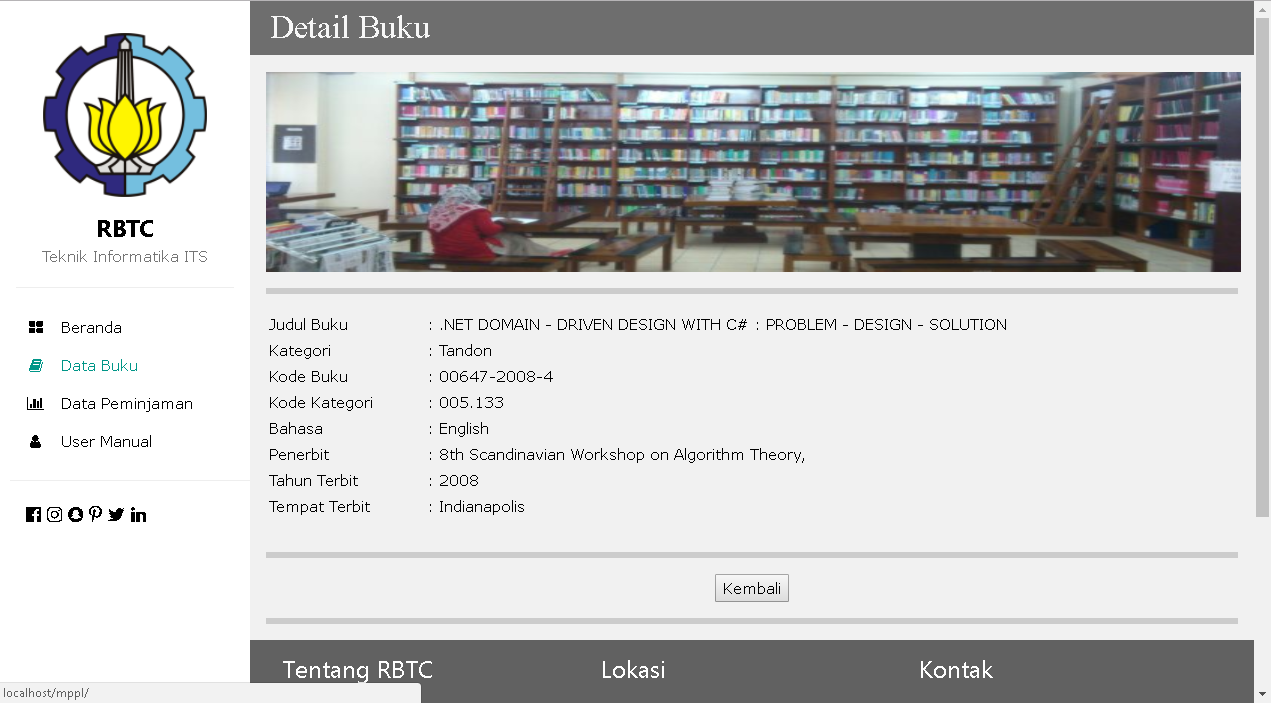 Detail Buku
RBTC
Teknik Informatika ITS
Beranda
Data Buku
Data Peminjaman
User Manual
Judul Buku : .NET DOMAIN - DRIVEN DESIGN WITH C# : PROBLEM - DESIGN - SOLUTION
Kategori : Tandon
Kode Buku : 00647-2008-4
Kode Kategori : 005.133
Bahasa : English
Penerbit : 8th Scandinavian Workshop on Algorithm Theory,
Tahun Terbit : 2008
Tempat Terbit : Indianapolis
Kembali
Tentang RBTC
Lokasi
Kontak
localhost/mppl/